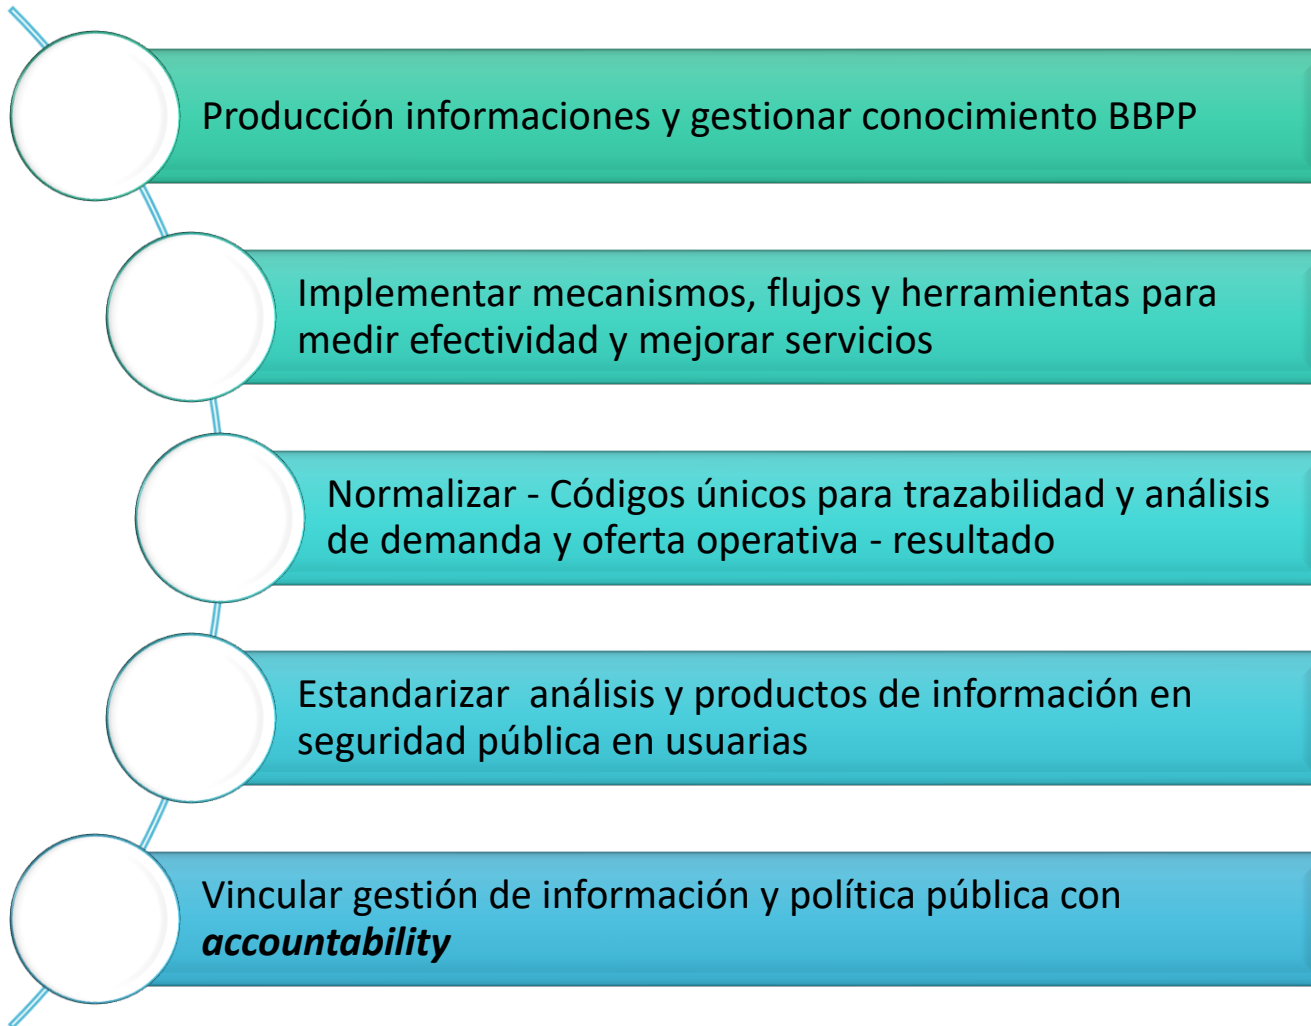 Producción informaciones y gestionar conocimiento BBPP
Implementar mecanismos, flujos y herramientas para
medir efectividad y mejorar servicios
Normalizar - Códigos únicos para trazabilidad y análisis
de demanda y oferta operativa - resultado
Estandarizar  análisis y productos de información en
seguridad pública en usuarias
Vincular gestión de información y política pública con
accountability